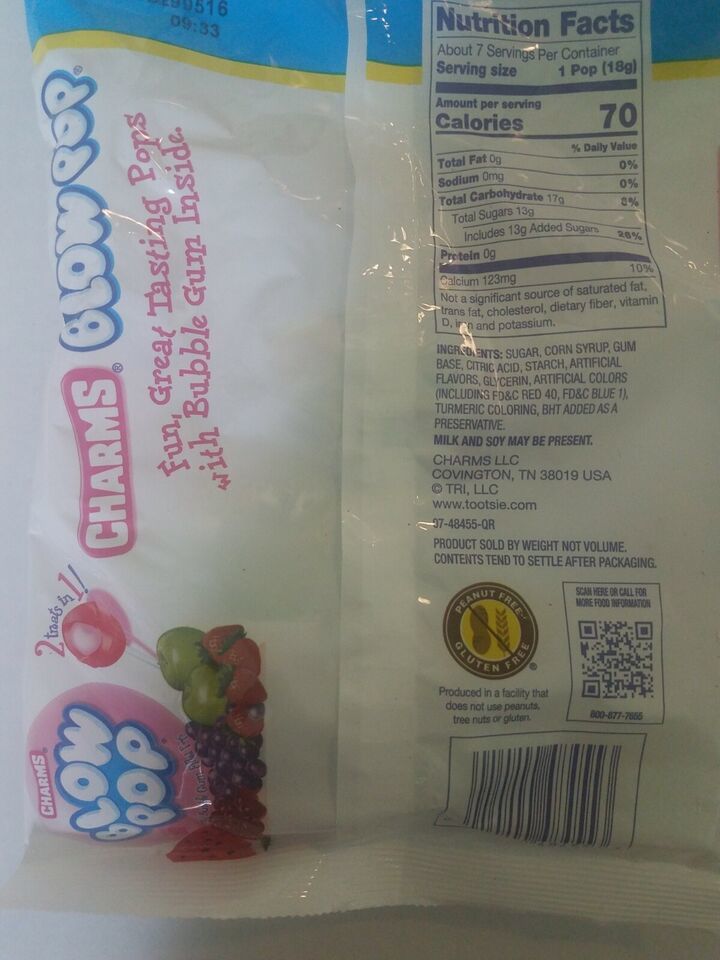 290516
09:33
Nutrition Facts
About 7 Servings Per Container
Serving size 1 Pop (18g)
Amount per serving
Calories 70
% Daily Value
Total Fat 0g 0%
Sodium 0mg 0%
Total Carbohydrate 17g 6%
Total Sugars 13g
Includes 13g Added Sugars 26%
Protein 0g
Calcium 123mg 10%
Not a significant source of saturated fat,
trans fat, cholesterol, dietary fiber, vitamin
D, iron and potassium.
INGREDIENTS: SUGAR, CORN SYRUP, GUM
BASE, CITRIC ACID, STARCH, ARTIFICIAL
FLAVORS, GLYCERIN, ARTIFICIAL COLORS
(INCLUDING FD&C RED 40, FD&C BLUE 1),
TURMERIC COLORING, BHT ADDED AS A
PRESERVATIVE.
MILK AND SOY MAY BE PRESENT.
CHARMS LLC
COVINGTON, TN 38019 USA
© TRI, LLC
www.tootsie.com
07-48455-QR
PRODUCT SOLD BY WEIGHT NOT VOLUME.
CONTENTS TEND TO SETTLE AFTER PACKAGING.
PEANUT FREE
GLUTEN FREE ®
Produced in a facility that
does not use peanuts,
tree nuts or gluten.
SCAN HERE OR CALL FOR
MORE FOOD INFORMATION
800-877-7655
CHARMS® BLOW POP®
Fun, Great Tasting Pops
with Bubble Gum Inside.
2 treats in 1!
CHARMS
BLOW
POP®